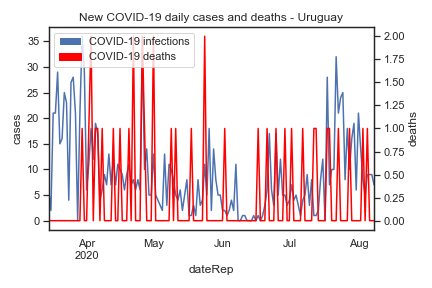 New COVID-19 daily cases and deaths - Uruguay
COVID-19 infections
COVID-19 deaths
cases
35
30
25
20
15
10
5
0
deaths
2.00
1.75
1.50
1.25
1.00
0.75
0.50
0.25
0.00
Apr
2020
May
Jun
Jul
Aug
dateRep